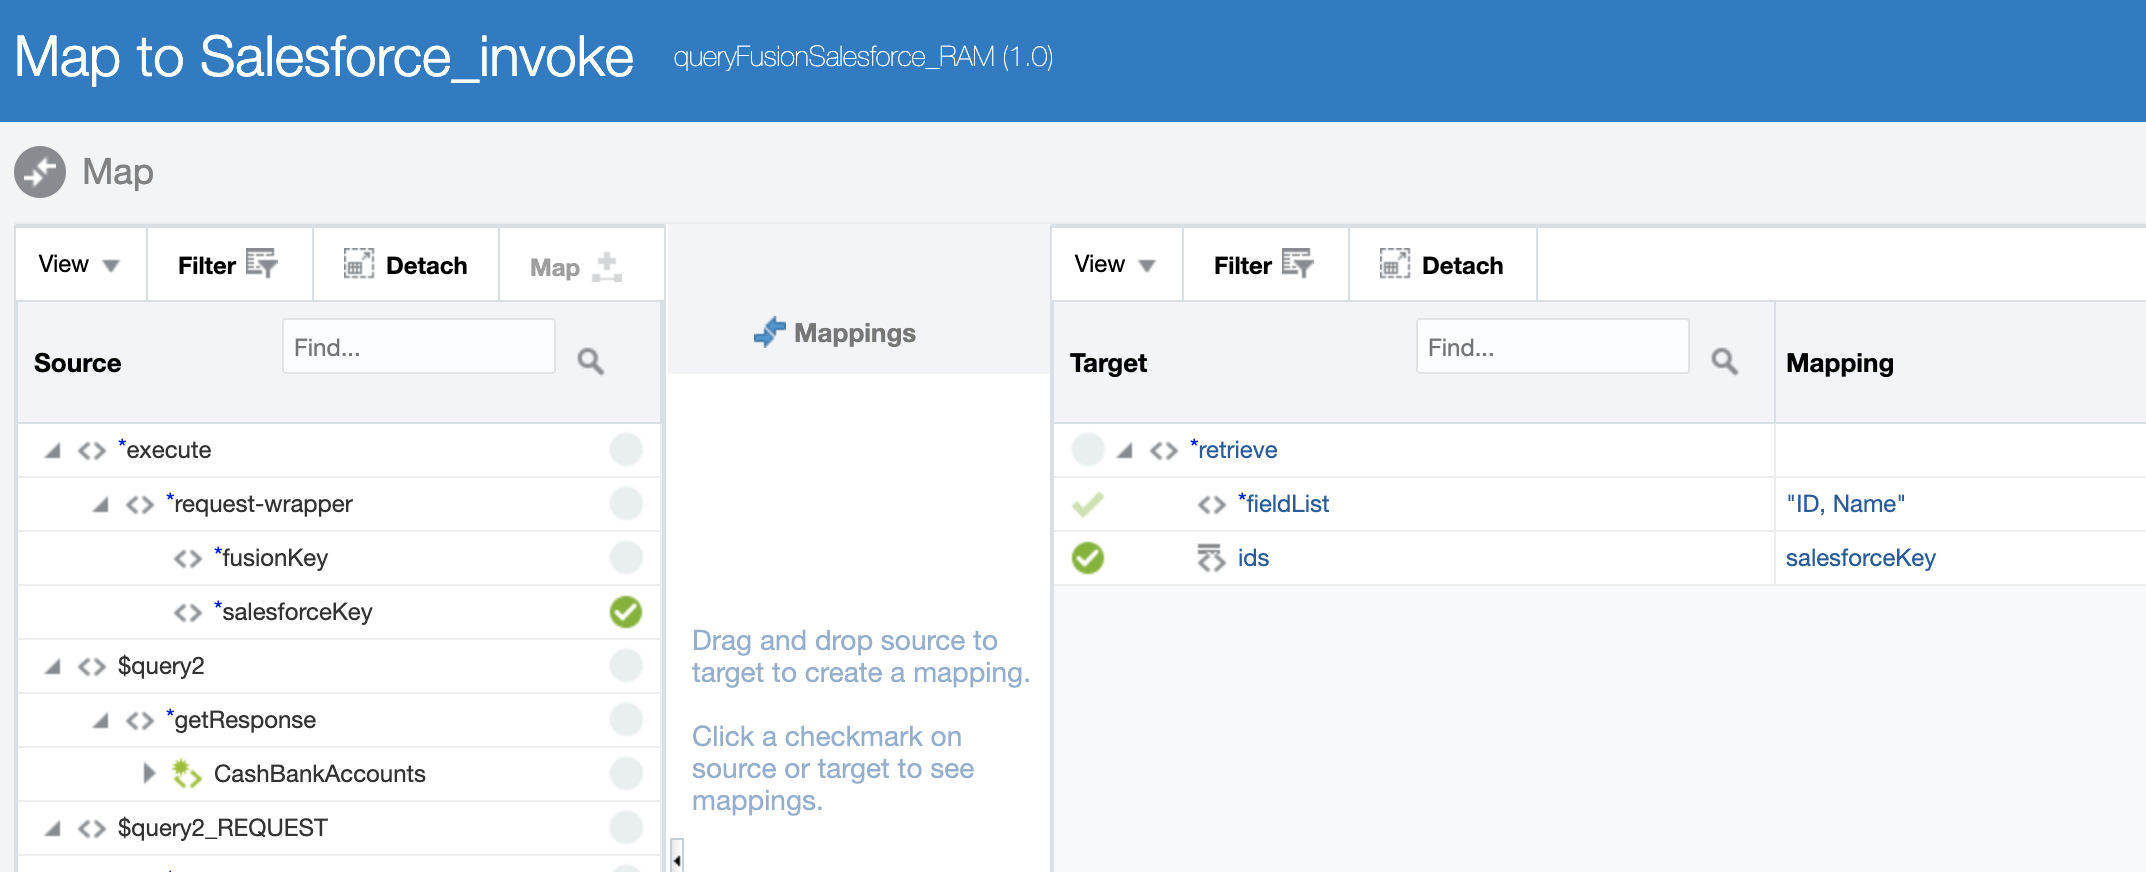 Map to Salesforce_invoke queryFusionSalesforce_RAM (1.0)
Map
View Filter Detach Map
Source Find...
*execute
*request-wrapper
*fusionKey
*salesforceKey
$query2
*getResponse
CashBankAccounts
$query2_REQUEST
Mappings
Drag and drop source to
target to create a mapping.
Click a checkmark on
source or target to see
mappings.
View Filter Detach
Target Find... Mapping
*retrieve
*fieldList "ID, Name"
ids salesforceKey